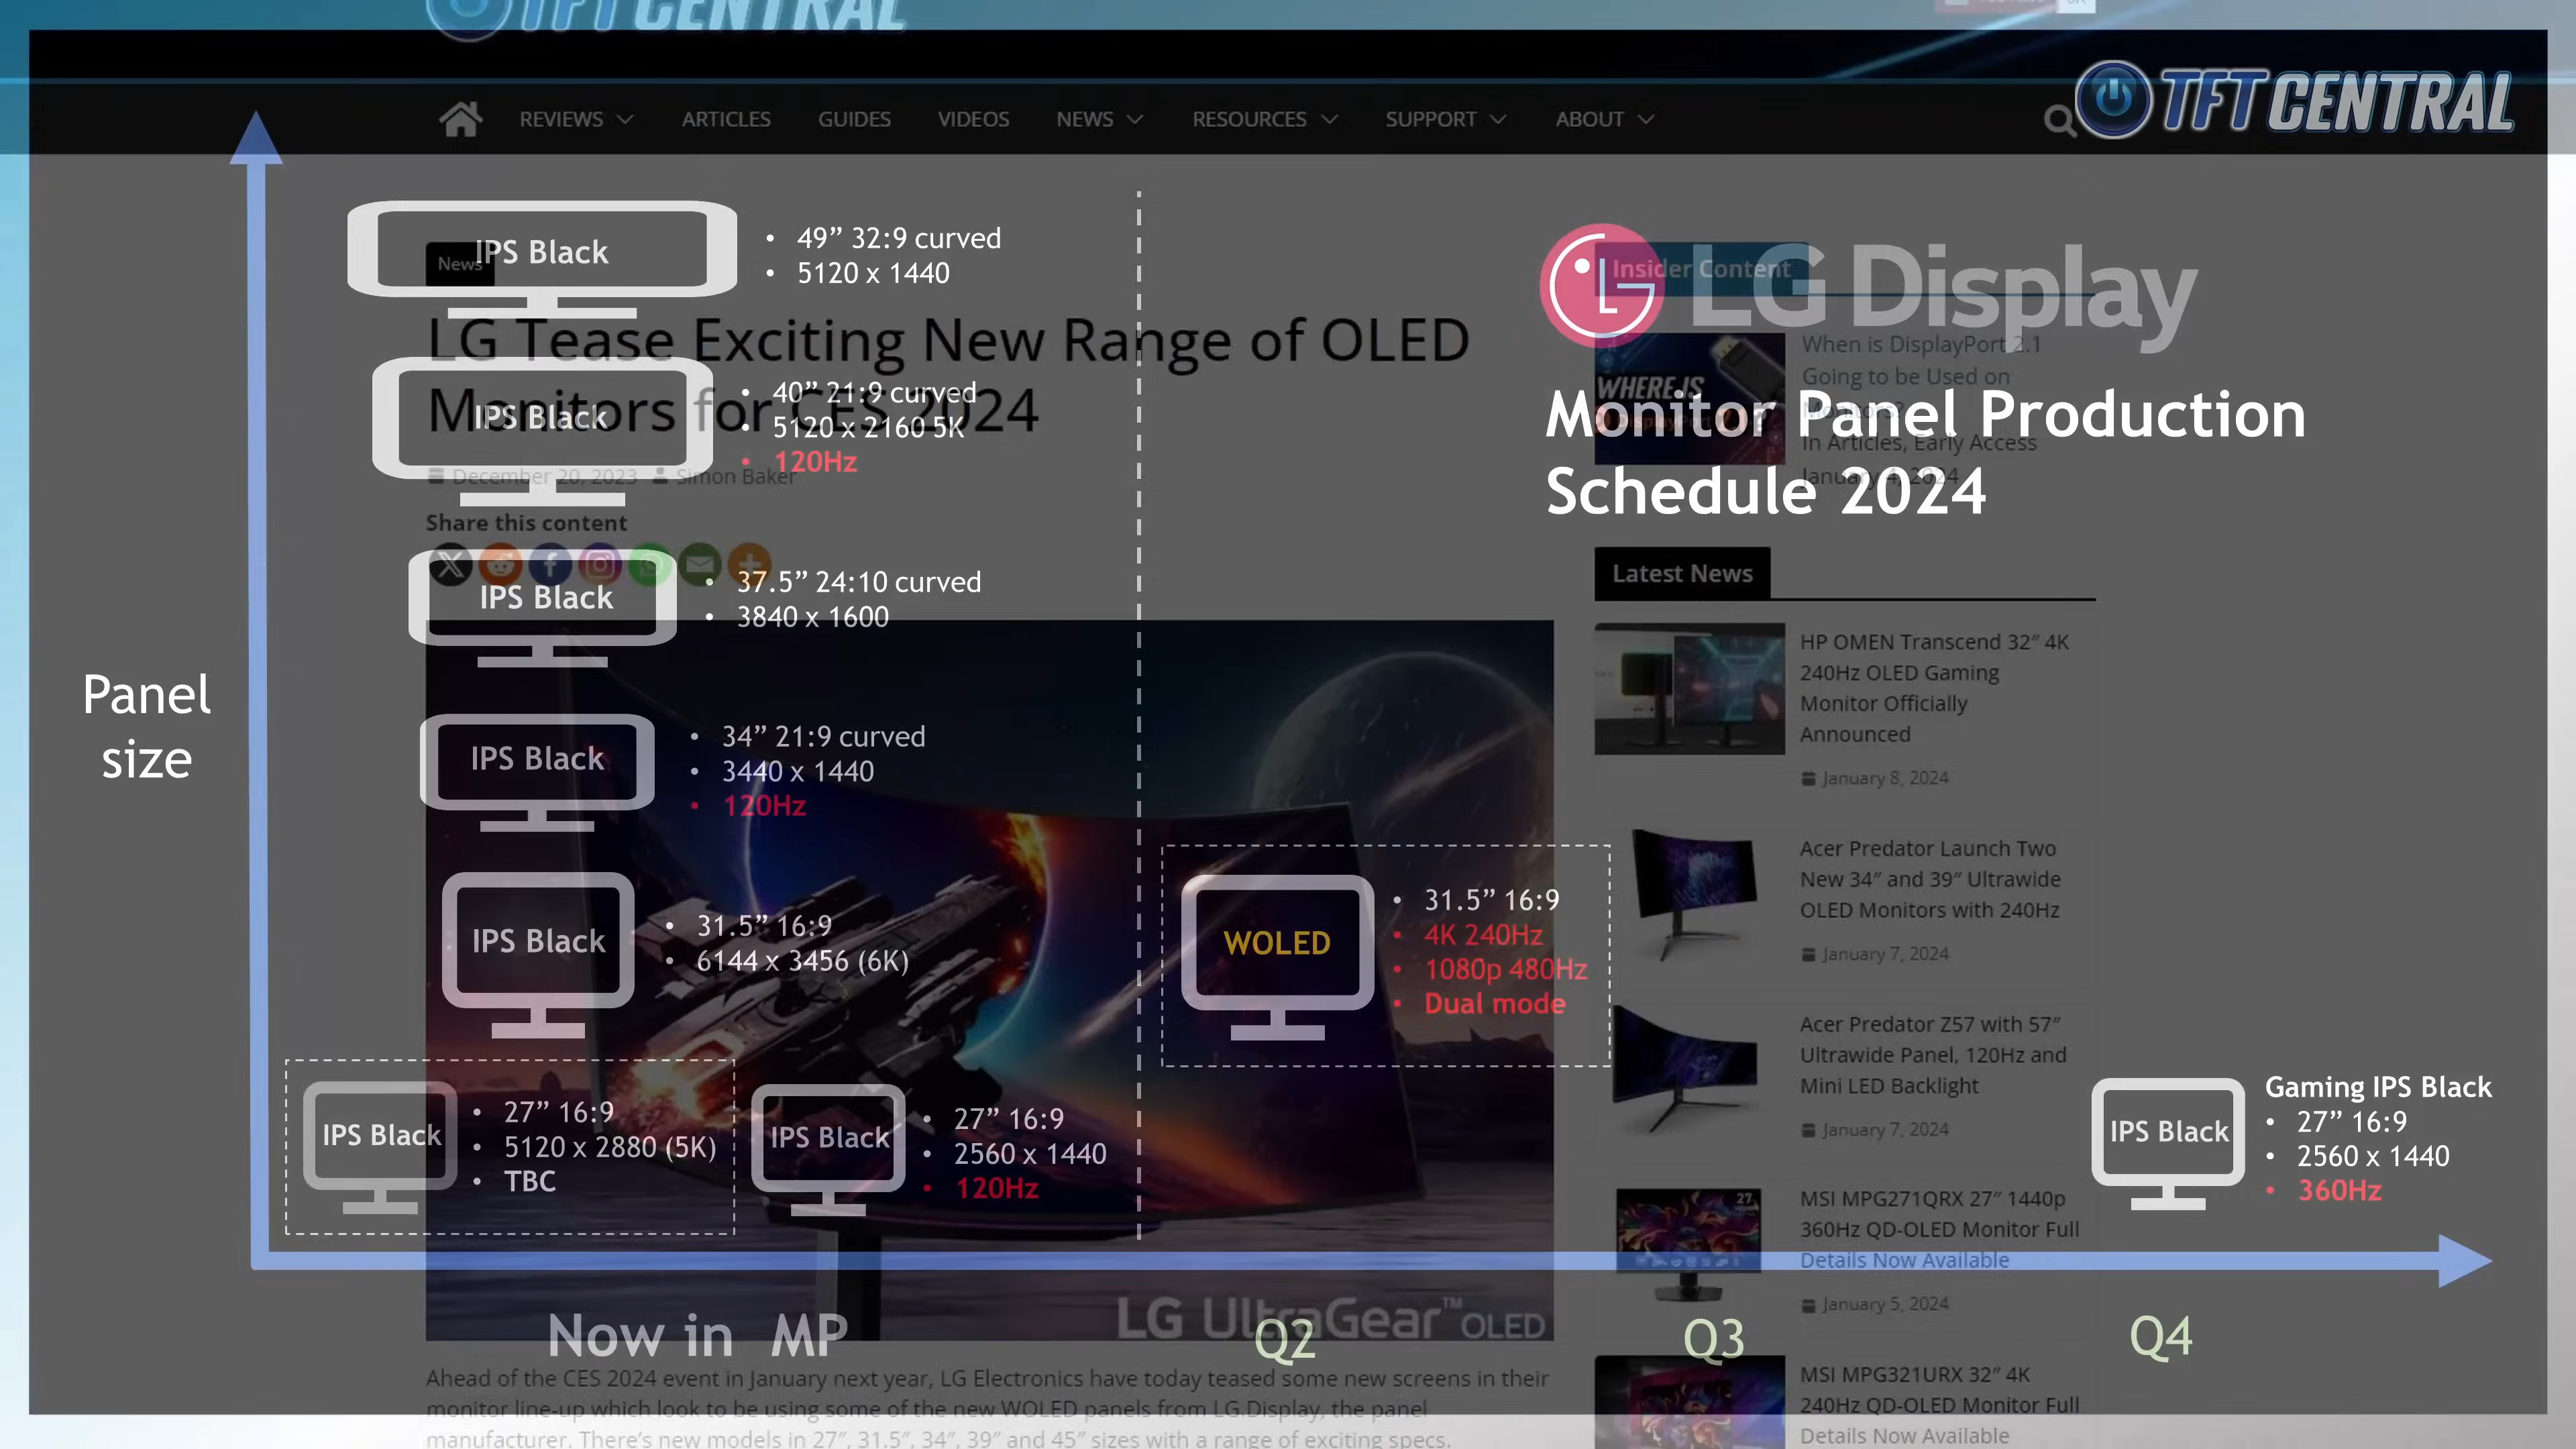 TFTCENTRAL
REVIEWS
ARTICLES
GUIDES
VIDEOS
NEWS
RESOURCES
SUPPORT
ABOUT
TFTCENTRAL
IPS Black
• 49” 32:9 curved
• 5120 x 1440
News
LG Tease Exciting New Range of OLED
Monitors for CES 2024
December 20, 2023
Simon Baker
IPS Black
• 40” 21:9 curved
• 5120 x 2160 5K
• 120Hz
Share this content
IPS Black
• 37.5” 24:10 curved
• 3840 x 1600
Panel
size
IPS Black
• 34” 21:9 curved
• 3440 x 1440
• 120Hz
IPS Black
• 31.5” 16:9
• 6144 x 3456 (6K)
IPS Black
• 27” 16:9
• 5120 x 2880 (5K)
• TBC
IPS Black
• 27” 16:9
• 2560 x 1440
• 120Hz
WOLED
• 31.5” 16:9
• 4K 240Hz
• 1080p 480Hz
• Dual mode
LG Display
Monitor Panel Production
Schedule 2024
Insider Content
WHERE IS
When is DisplayPort 2.1
Going to be Used on
In Articles, Early Access
January 4, 2024
Latest News
HP OMEN Transcend 32″ 4K
240Hz OLED Gaming
Monitor Officially
Announced
January 8, 2024
Acer Predator Launch Two
New 34″ and 39″ Ultrawide
OLED Monitors with 240Hz
January 7, 2024
Acer Predator Z57 with 57″
Ultrawide Panel, 120Hz and
Mini LED Backlight
January 7, 2024
27"
MSI MPG271QRX 27″ 1440p
360Hz QD-OLED Monitor Full
Details Now Available
January 5, 2024
MSI MPG321URX 32″ 4K
240Hz QD-OLED Monitor Full
Details Now Available
Gaming IPS Black
IPS Black
• 27” 16:9
• 2560 x 1440
• 360Hz
LG UltraGear™ OLED
Now in MP
Q2
Q3
Q4
Ahead of the CES 2024 event in January next year, LG Electronics have today teased some new screens in their
monitor line-up which look to be using some of the new WOLED panels from LG.Display, the panel
manufacturer. There’s new models in 27″, 31.5″, 34″, 39″ and 45″ sizes with a range of exciting specs.